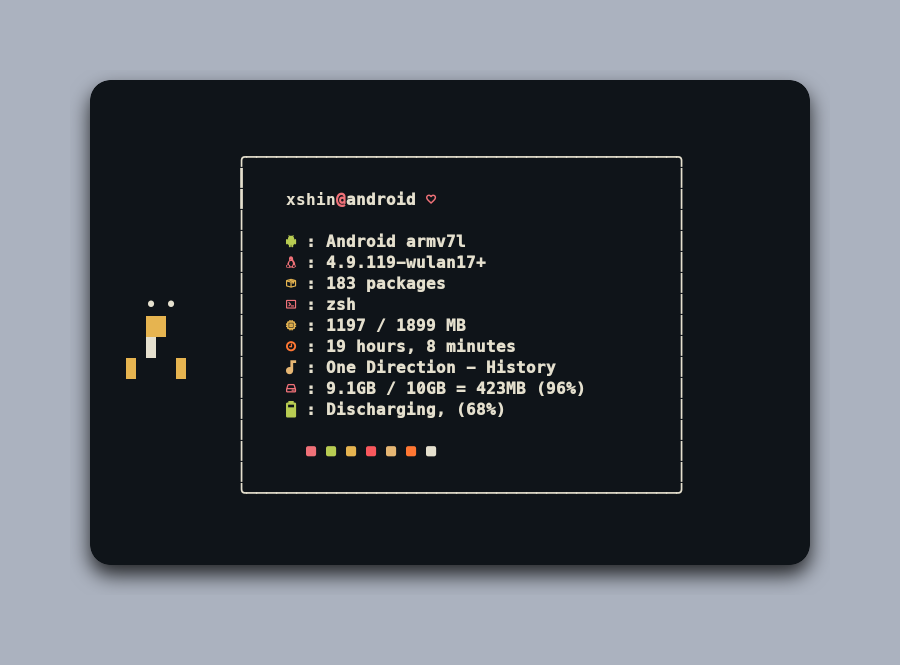 xshin@android ♡
: Android armv7l
: 4.9.119-wulan17+
: 183 packages
: zsh
: 1197 / 1899 MB
: 19 hours, 8 minutes
: One Direction - History
: 9.1GB / 10GB = 423MB (96%)
: Discharging, (68%)